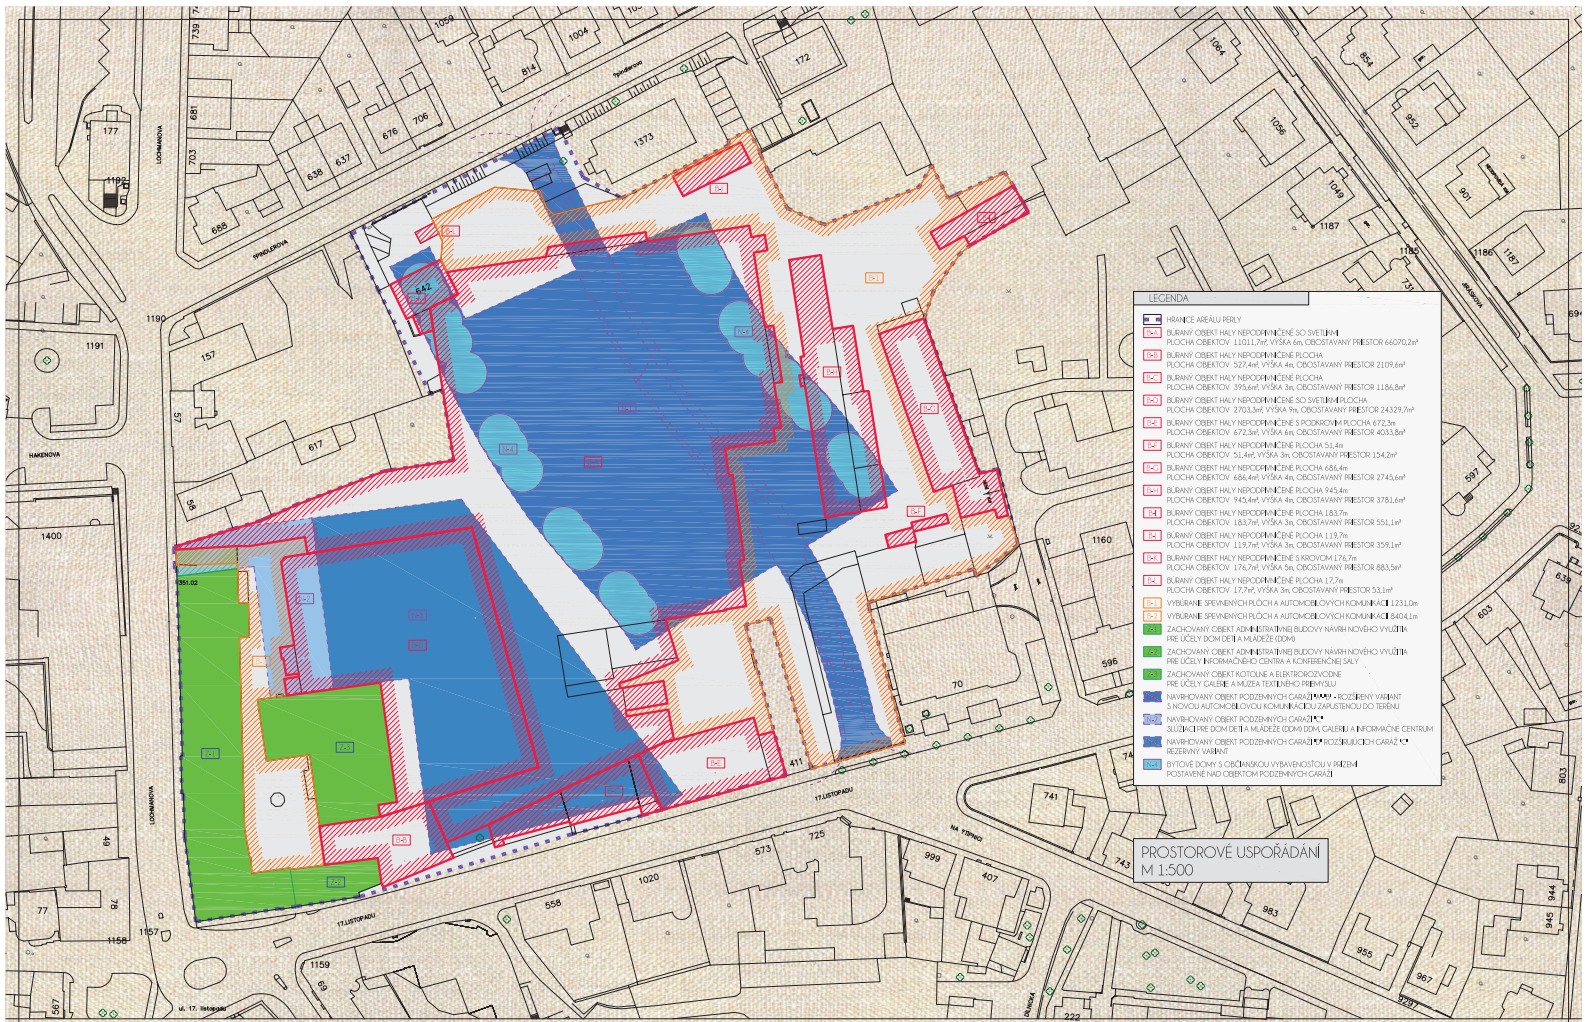 LEGENDA
HRANICE AREÁLU PERLY
B-A BÚRANÝ OBJEKT HALY NEPODPIVNIČENÉ SO SVETLÍKMI
PLOCHA OBJEKTOV 11011,7m², VÝŠKA 6m, OBOSTAVANÝ PRIESTOR 66070,2m³
B-B BÚRANÝ OBJEKT HALY NEPODPIVNIČENÉ PLOCHA
PLOCHA OBJEKTOV 527,4m², VÝŠKA 4m, OBOSTAVANÝ PRIESTOR 2109,6m³
B-C BÚRANÝ OBJEKT HALY NEPODPIVNIČENÉ PLOCHA
PLOCHA OBJEKTOV 395,6m², VÝŠKA 3m, OBOSTAVANÝ PRIESTOR 1186,8m³
B-D BÚRANÝ OBJEKT HALY NEPODPIVNIČENÉ SO SVETLÍKMI PLOCHA
PLOCHA OBJEKTOV 2703,3m², VÝŠKA 9m, OBOSTAVANÝ PRIESTOR 24329,7m³
B-E BÚRANÝ OBJEKT HALY NEPODPIVNIČENÉ S PODKROVÍM PLOCHA 672,3m
PLOCHA OBJEKTOV 672,3m², VÝŠKA 6m, OBOSTAVANÝ PRIESTOR 4033,8m³
B-F BÚRANÝ OBJEKT HALY NEPODPIVNIČENÉ PLOCHA 51,4m
PLOCHA OBJEKTOV 51,4m², VÝŠKA 3m, OBOSTAVANÝ PRIESTOR 154,2m³
B-G BÚRANÝ OBJEKT HALY NEPODPIVNIČENÉ PLOCHA 686,4m
PLOCHA OBJEKTOV 686,4m², VÝŠKA 4m, OBOSTAVANÝ PRIESTOR 2745,6m³
B-H BÚRANÝ OBJEKT HALY NEPODPIVNIČENÉ PLOCHA 945,4m
PLOCHA OBJEKTOV 945,4m², VÝŠKA 4m, OBOSTAVANÝ PRIESTOR 3781,6m³
B-I BÚRANÝ OBJEKT HALY NEPODPIVNIČENÉ PLOCHA 183,7m
PLOCHA OBJEKTOV 183,7m², VÝŠKA 3m, OBOSTAVANÝ PRIESTOR 551,1m³
B-J BÚRANÝ OBJEKT HALY NEPODPIVNIČENÉ PLOCHA 119,7m
PLOCHA OBJEKTOV 119,7m², VÝŠKA 3m, OBOSTAVANÝ PRIESTOR 359,1m³
B-K BÚRANÝ OBJEKT HALY NEPODPIVNIČENÉ S KROVOM 176,7m
PLOCHA OBJEKTOV 176,7m², VÝŠKA 5m, OBOSTAVANÝ PRIESTOR 883,5m³
B-L BÚRANÝ OBJEKT HALY NEPODPIVNIČENÉ PLOCHA 17,7m
PLOCHA OBJEKTOV 17,7m², VÝŠKA 3m, OBOSTAVANÝ PRIESTOR 53,1m³
B-1 VYBÚRANIE SPEVNENÝCH PLÔCH A AUTOMOBILOVÝCH KOMUNIKÁCIÍ 1231,0m
B-2 VYBÚRANIE SPEVNENÝCH PLÔCH A AUTOMOBILOVÝCH KOMUNIKÁCIÍ 8404,1m
ZACHOVANÝ OBJEKT ADMINISTRATÍVNEJ BUDOVY NÁVRH NOVÉHO VYUŽITIA
PRE ÚČELY DOM DETÍ A MLÁDEŽE (DDM)
ZACHOVANÝ OBJEKT ADMINISTRATÍVNEJ BUDOVY NÁVRH NOVÉHO VYUŽITIA
PRE ÚČELY INFORMAČNÉHO CENTRA A KONFERENČNEJ SÁLY
ZACHOVANÝ OBJEKT KOTOLNE A ELEKTROROZVODNE
PRE ÚČELY GALÉRIE A MÚZEA TEXTILNÉHO PRIEMYSLU
NAVRHOVANÝ OBJEKT PODZEMNÝCH GARÁŽÍ - ROZŠÍRENÝ VARIANT
S NOVOU AUTOMOBILOVOU KOMUNIKÁCIOU ZAPUSTENOU DO TERÉNU
NAVRHOVANÝ OBJEKT PODZEMNÝCH GARÁŽÍ "C"
SLÚŽIACI PRE DOM DETÍ A MLÁDEŽE (DDM) DDM, GALÉRIU A INFORMAČNÉ CENTRUM
NAVRHOVANÝ OBJEKT PODZEMNÝCH GARÁŽÍ ROZŠIRUJÚCICH GARÁŽ "C"
REZERVNÝ VARIANT
BYTOVÉ DOMY S OBČIANSKOU VYBAVENOSŤOU V PRÍZEMÍ
POSTAVENÉ NAD OBJEKTOM PODZEMNÝCH GARÁŽÍ
PROSTOROVÉ USPOŘÁDÁNÍ
M 1:500
LOCHMANOVA
HAKENOVA
LOCHMANOVA
17.LISTOPADU
17.LISTOPADU
ul. 17. listopadu
NA VÝPINCI
JIRÁSKOVA
DĚLNICKÁ
177
1192
739
681
703
688
638
637
676
706
1059
814
1004
172
1373
1064
854
952
1056
1049
901
1187
1185
1186
1187
731
694
1190
1191
157
57
617
58
642
1400
351.02
1160
597
639
603
596
70
411
741
743
803
49
78
77
1158
1157
1159
69
567
558
1020
573
725
999
407
983
955
967
944
945
222
B-L
B-I
B-1
B-H
B-G
B-F
B-E
B-B